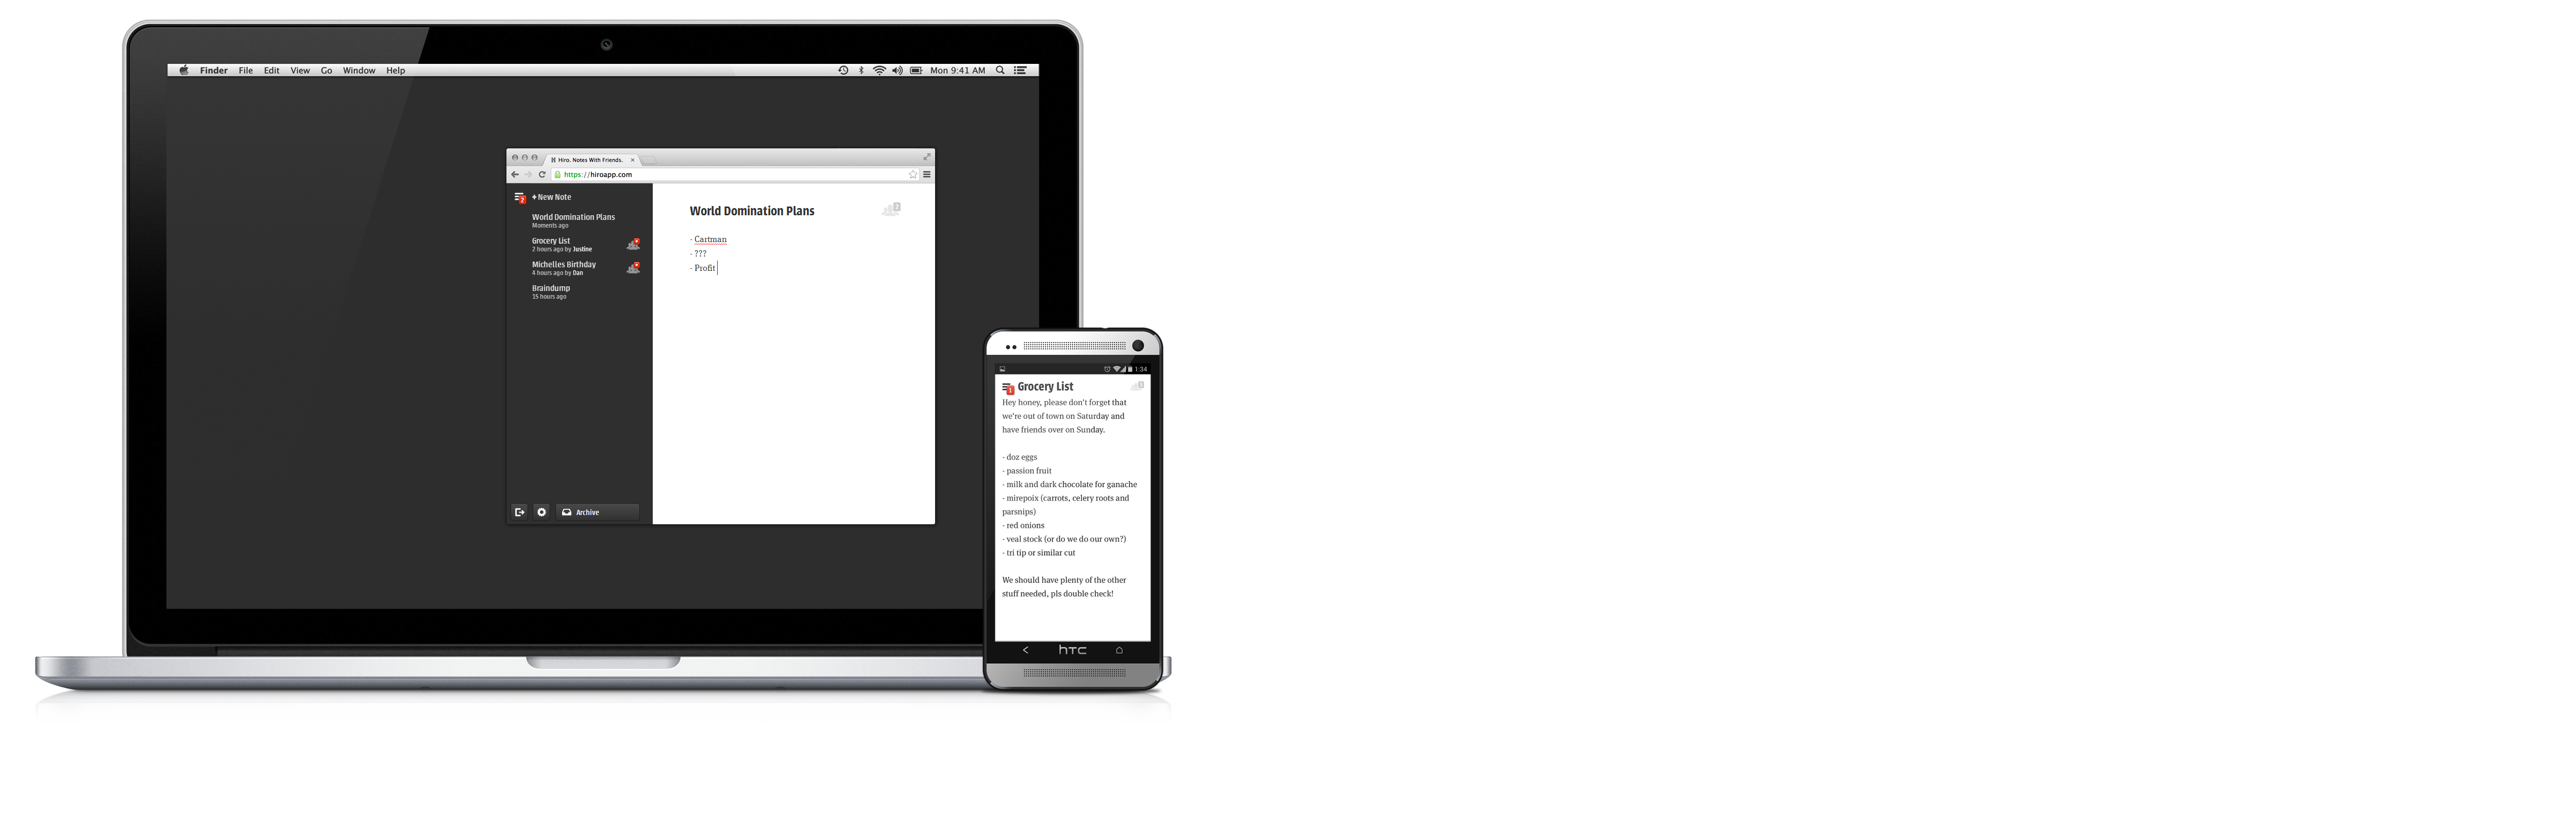 Finder File Edit View Go Window Help Mon 9:41 AM
Hiro. Notes With Friends.
https://hiroapp.com
2
+ New Note
World Domination Plans
Moments ago
Grocery List
2 hours ago by Justine
Michelles Birthday
4 hours ago by Dan
Braindump
15 hours ago
Archive
World Domination Plans
- Cartman
- ???
- Profit
1:34
1
Grocery List
Hey honey, please don't forget that
we're out of town on Saturday and
have friends over on Sunday.
- doz eggs
- passion fruit
- milk and dark chocolate for ganache
- mirepoix (carrots, celery roots and
parsnips)
- red onions
- veal stock (or do we do our own?)
- tri tip or similar cut
We should have plenty of the other
stuff needed, pls double check!
hTC